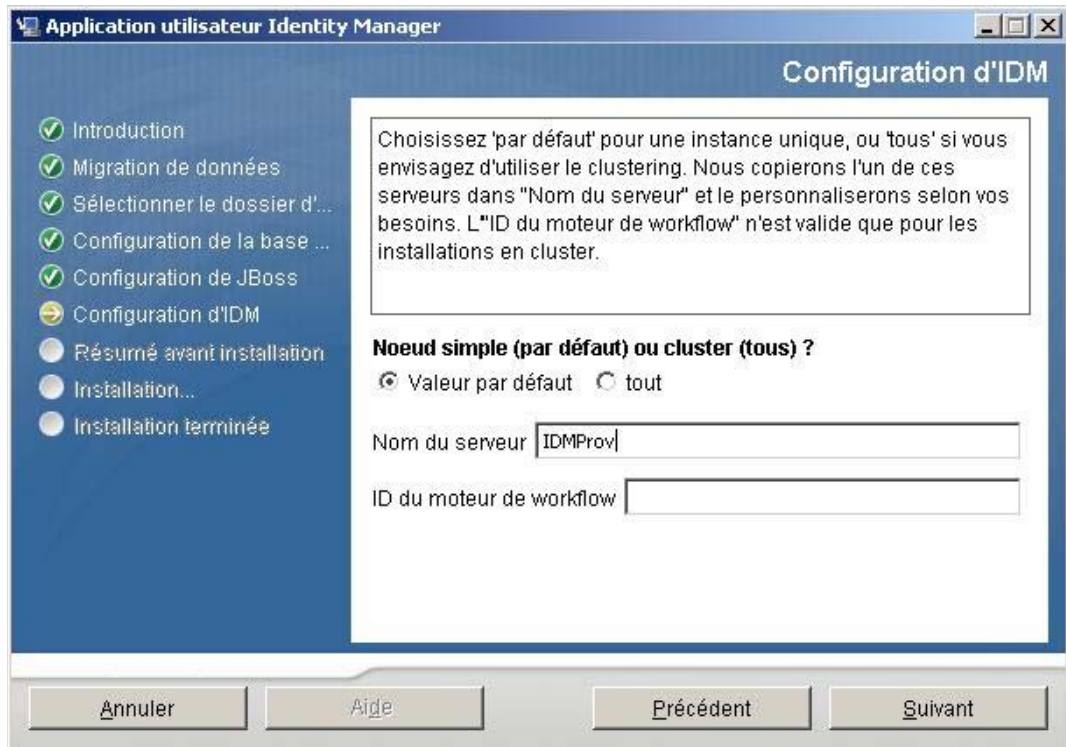 Application utilisateur Identity Manager
Configuration d'IDM
Introduction
Migration de données
Sélectionner le dossier d'...
Configuration de la base ...
Configuration de JBoss
Configuration d'IDM
Résumé avant installation
Installation...
Installation terminée
Choisissez 'par défaut' pour une instance unique, ou 'tous' si vous
envisagez d'utiliser le clustering. Nous copierons l'un de ces
serveurs dans "Nom du serveur" et le personnaliserons selon vos
besoins. L'"ID du moteur de workflow" n'est valide que pour les
installations en cluster.
Noeud simple (par défaut) ou cluster (tous) ?
Valeur par défaut tout
Nom du serveur IDMProv
ID du moteur de workflow
Annuler Aide Précédent Suivant